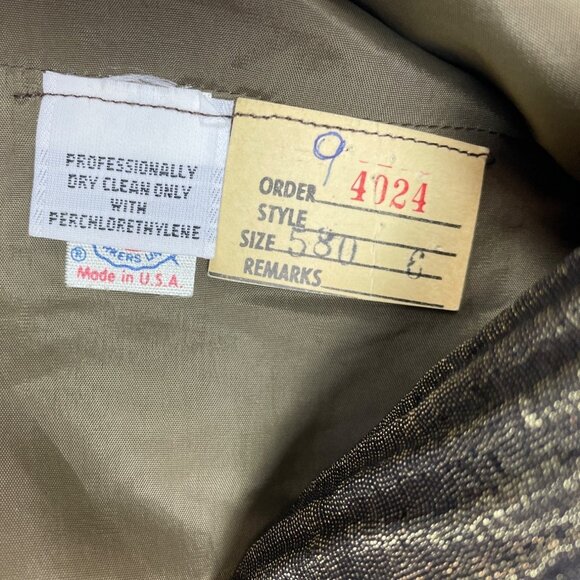 PROFESSIONALLY
DRY CLEAN ONLY
WITH
PERCHLORETHYLENE
®
Made in U.S.A.
9
ORDER 4024
STYLE
SIZE 580
REMARKS